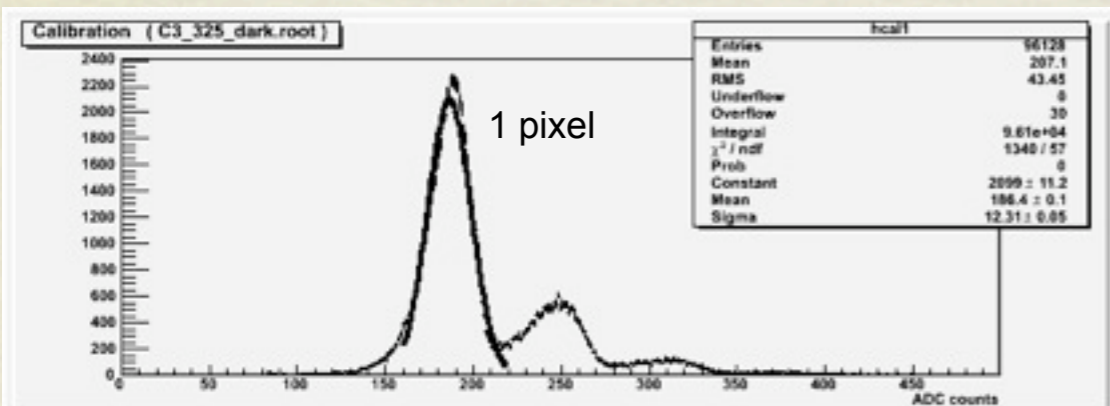 Calibration ( C3_325_dark.root )
hcal1
Entries 96128
Mean 207.1
RMS 43.45
Underflow 0
Overflow 30
Integral 9.61e+04
χ² / ndf 1340 / 57
Prob 0
Constant 2099 ± 11.2
Mean 186.4 ± 0.1
Sigma 12.31 ± 0.05
1 pixel
2400
2200
2000
1800
1600
1400
1200
1000
800
600
400
200
0
0 50 100 150 200 250 300 350 400 450
ADC counts